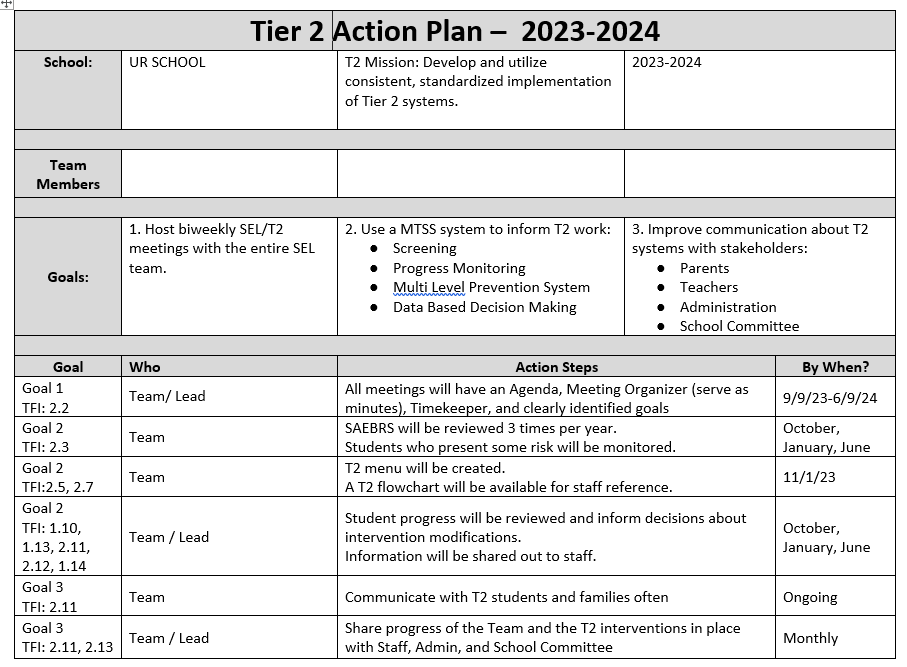 Tier 2 Action Plan – 2023-2024
School:
UR SCHOOL
T2 Mission: Develop and utilize
consistent, standardized implementation
of Tier 2 systems.
2023-2024
Team
Members
Goals:
1. Host biweekly SEL/T2
meetings with the entire SEL
team.
2. Use a MTSS system to inform T2 work:
● Screening
● Progress Monitoring
● Multi Level Prevention System
● Data Based Decision Making
3. Improve communication about T2
systems with stakeholders:
● Parents
● Teachers
● Administration
● School Committee
Goal
Who
Action Steps
By When?
Goal 1
TFI: 2.2
Team/ Lead
All meetings will have an Agenda, Meeting Organizer (serve as
minutes), Timekeeper, and clearly identified goals
9/9/23-6/9/24
Goal 2
TFI: 2.3
Team
SAEBRS will be reviewed 3 times per year.
Students who present some risk will be monitored.
October,
January, June
Goal 2
TFI:2.5, 2.7
Team
T2 menu will be created.
A T2 flowchart will be available for staff reference.
11/1/23
Goal 2
TFI: 1.10,
1.13, 2.11,
2.12, 1.14
Team / Lead
Student progress will be reviewed and inform decisions about
intervention modifications.
Information will be shared out to staff.
October,
January, June
Goal 3
TFI: 2.11
Team
Communicate with T2 students and families often
Ongoing
Goal 3
TFI: 2.11, 2.13
Team / Lead
Share progress of the Team and the T2 interventions in place
with Staff, Admin, and School Committee
Monthly